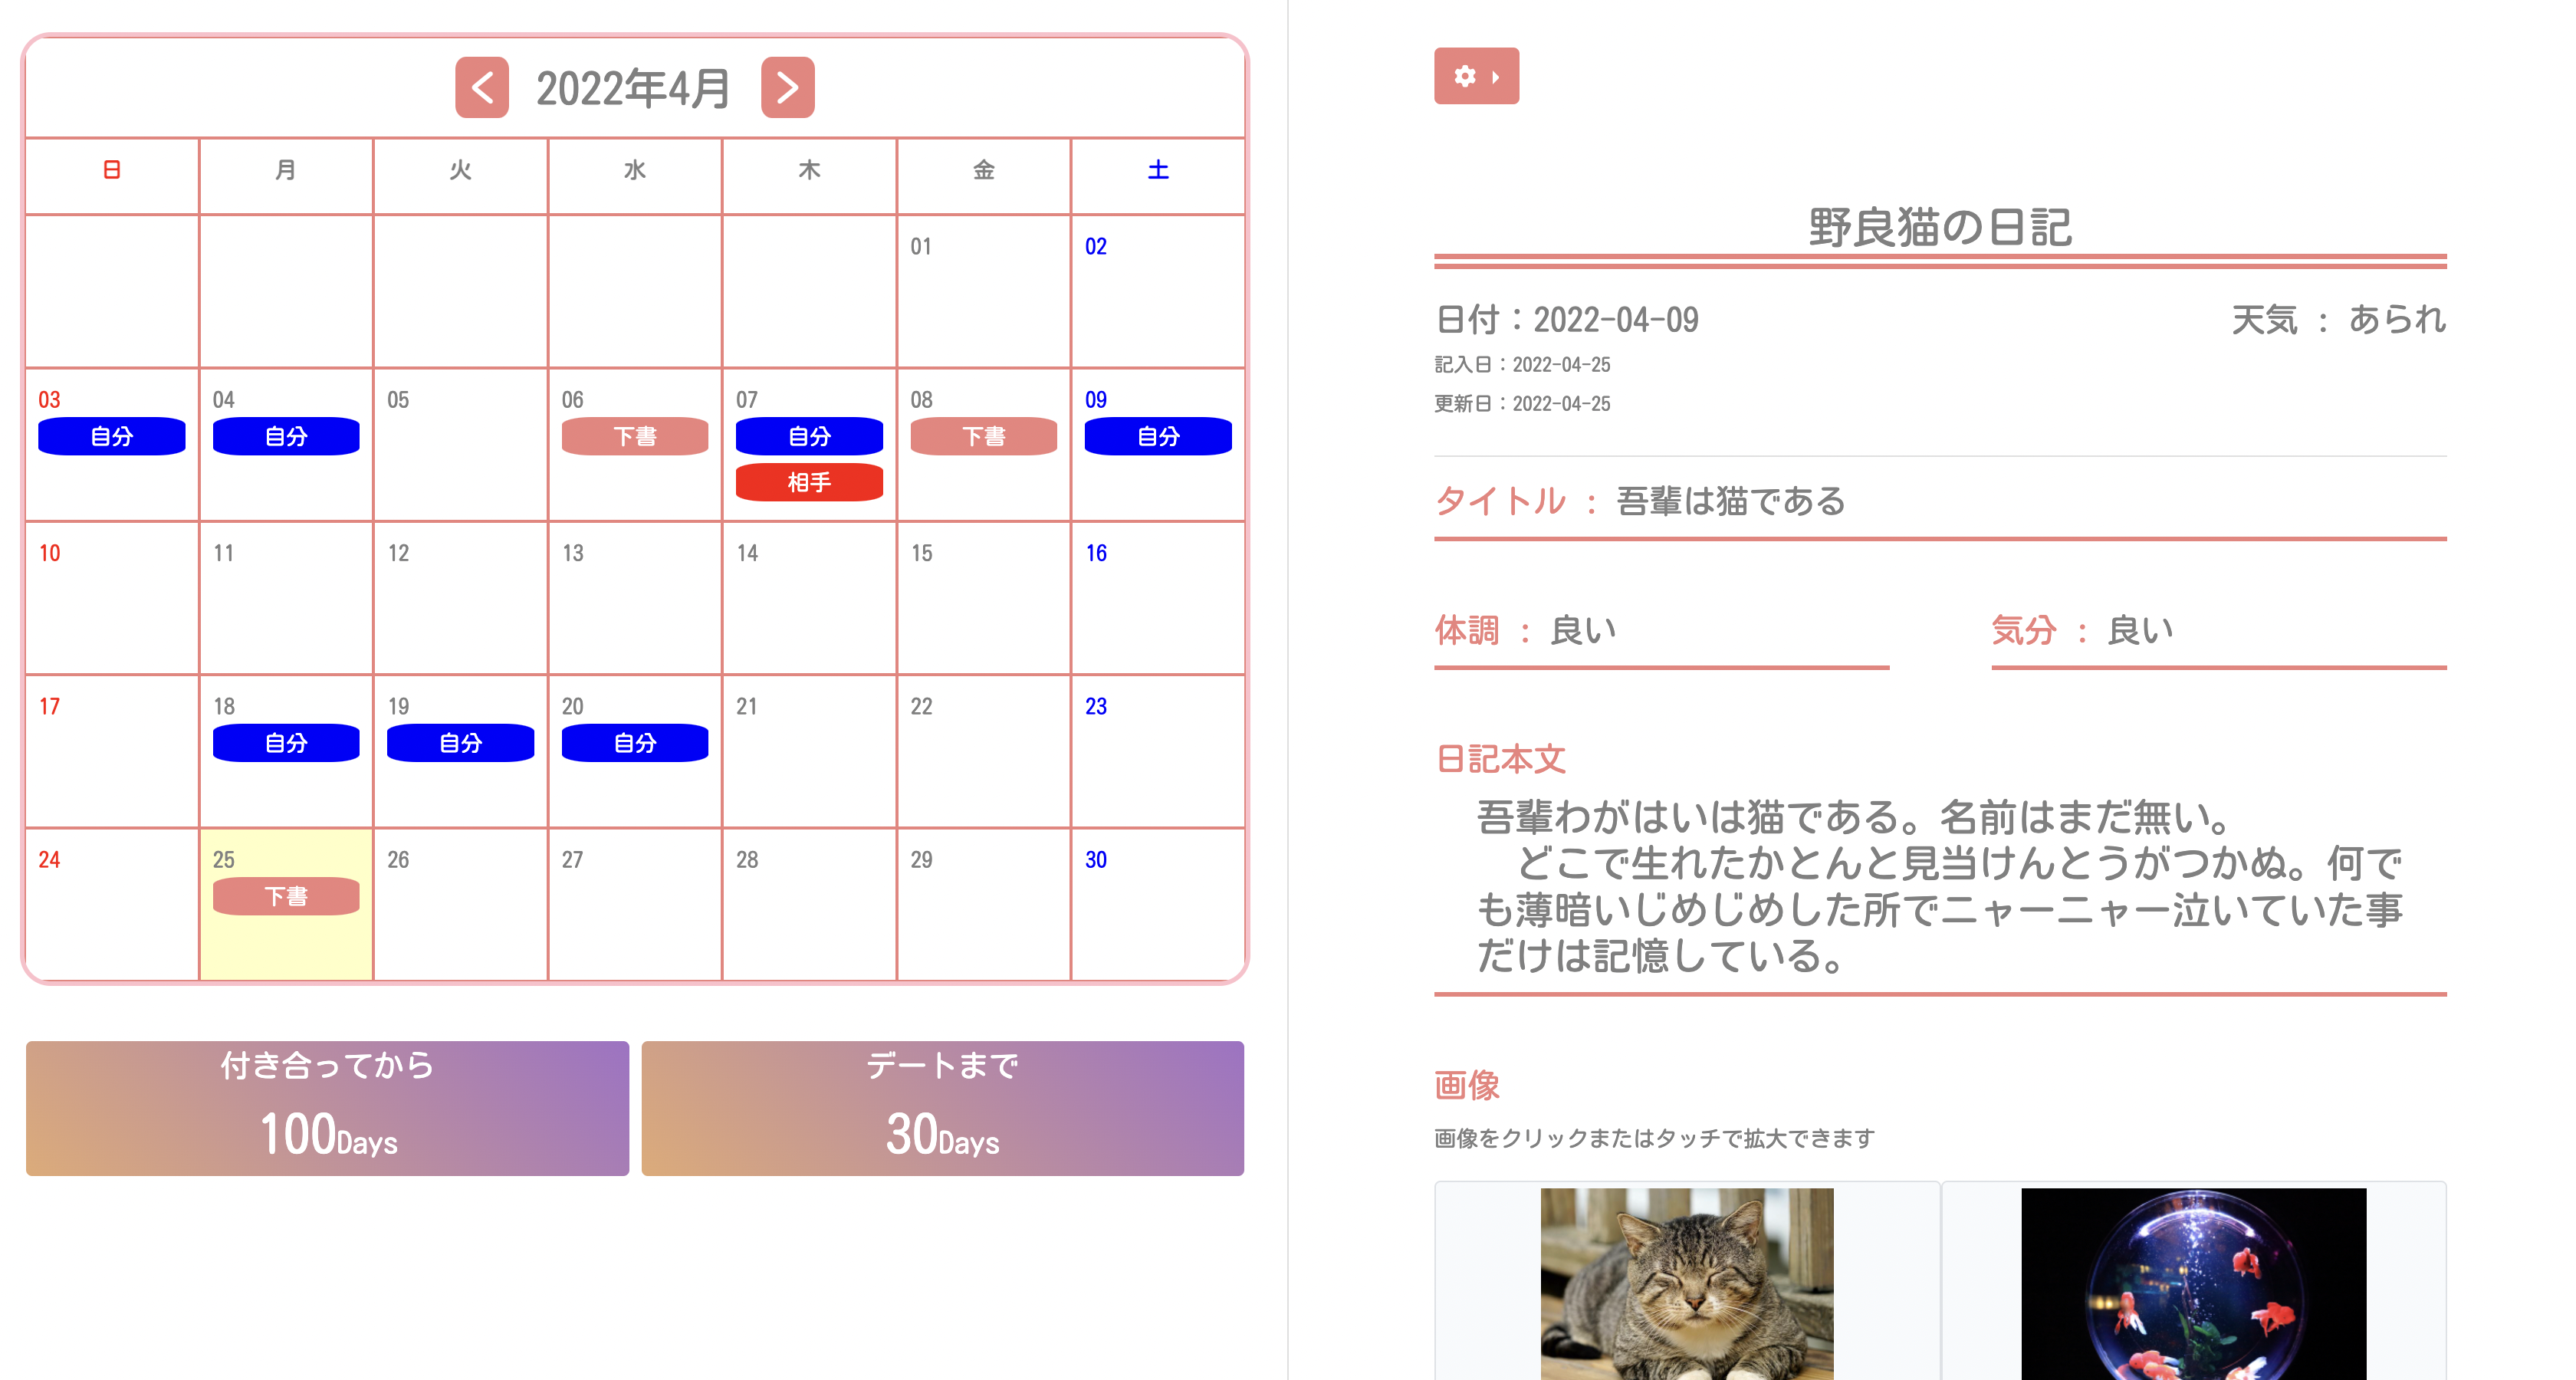 2022年4月
日 月 火 水 木 金 土
01 02
03 04 05 06 07 08 09
自分 自分 下書 自分 下書 自分
相手
10 11 12 13 14 15 16
17 18 19 20 21 22 23
自分 自分 自分
24 25 26 27 28 29 30
下書
付き合ってから
100Days
デートまで
30Days
野良猫の日記
日付：2022-04-09 天気 : あられ
記入日：2022-04-25
更新日：2022-04-25
タイトル : 吾輩は猫である
体調 : 良い 気分 : 良い
日記本文
吾輩わがはいは猫である。名前はまだ無い。
　どこで生れたかとんと見当けんとうがつかぬ。何で
も薄暗いじめじめした所でニャーニャー泣いていた事
だけは記憶している。
画像
画像をクリックまたはタッチで拡大できます